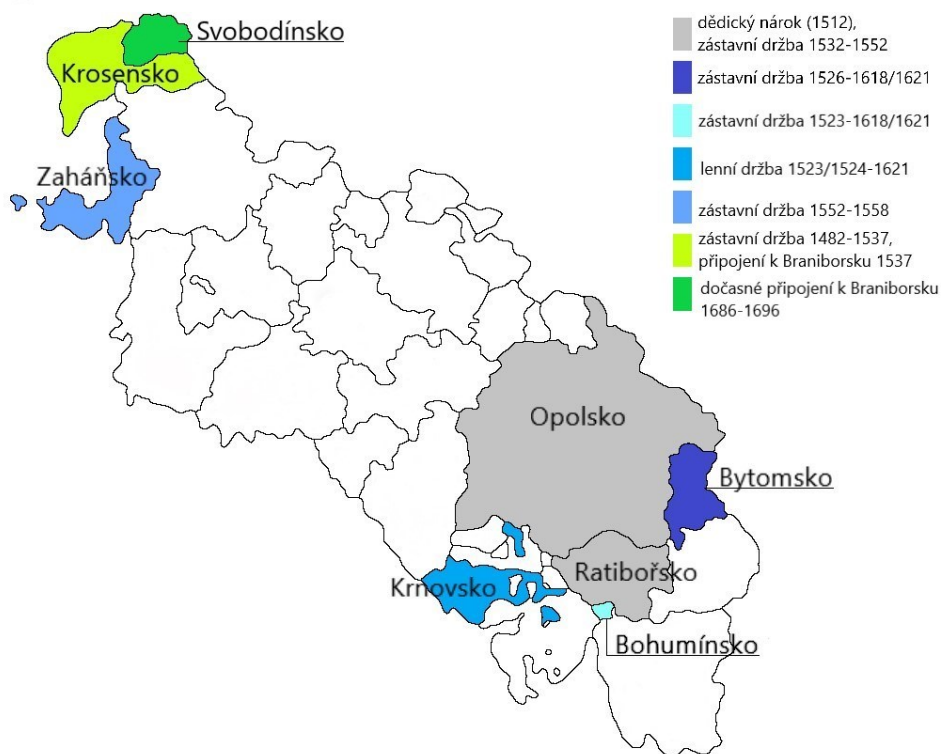 Svobodínsko
Krosensko
Zaháňsko
Opolsko
Bytomsko
Ratibořsko
Krnovsko
Bohumínsko
dědický nárok (1512),
zástavní držba 1532-1552
zástavní držba 1526-1618/1621
zástavní držba 1523-1618/1621
lenní držba 1523/1524-1621
zástavní držba 1552-1558
zástavní držba 1482-1537,
připojení k Braniborsku 1537
dočasné připojení k Braniborsku
1686-1696